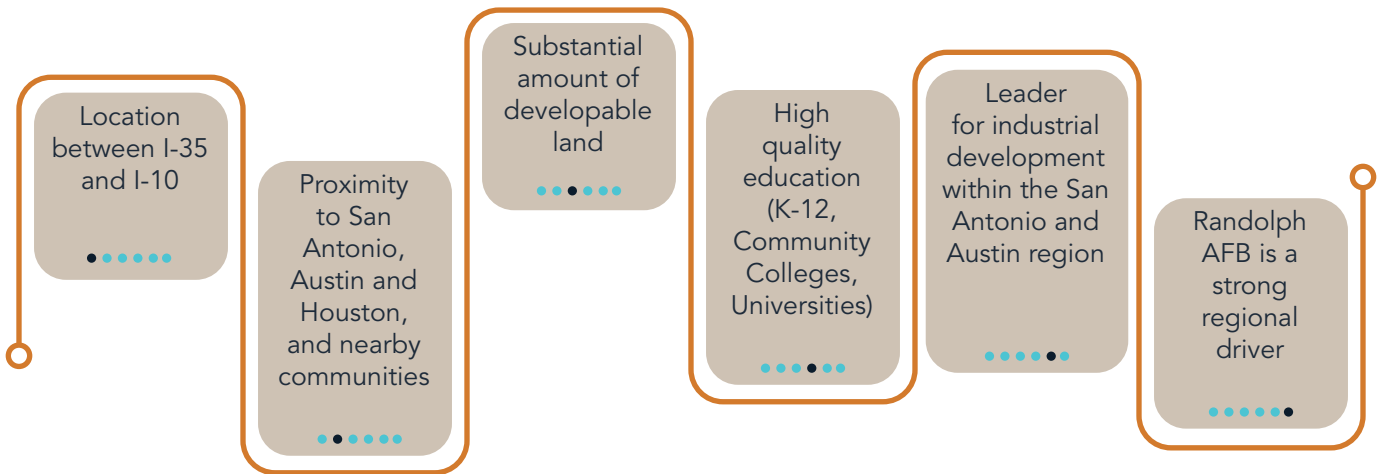 Location
between I-35
and I-10
Proximity
to San
Antonio,
Austin and
Houston,
and nearby
communities
Substantial
amount of
developable
land
High
quality
education
(K-12,
Community
Colleges,
Universities)
Leader
for industrial
development
within the San
Antonio and
Austin region
Randolph
AFB is a
strong
regional
driver